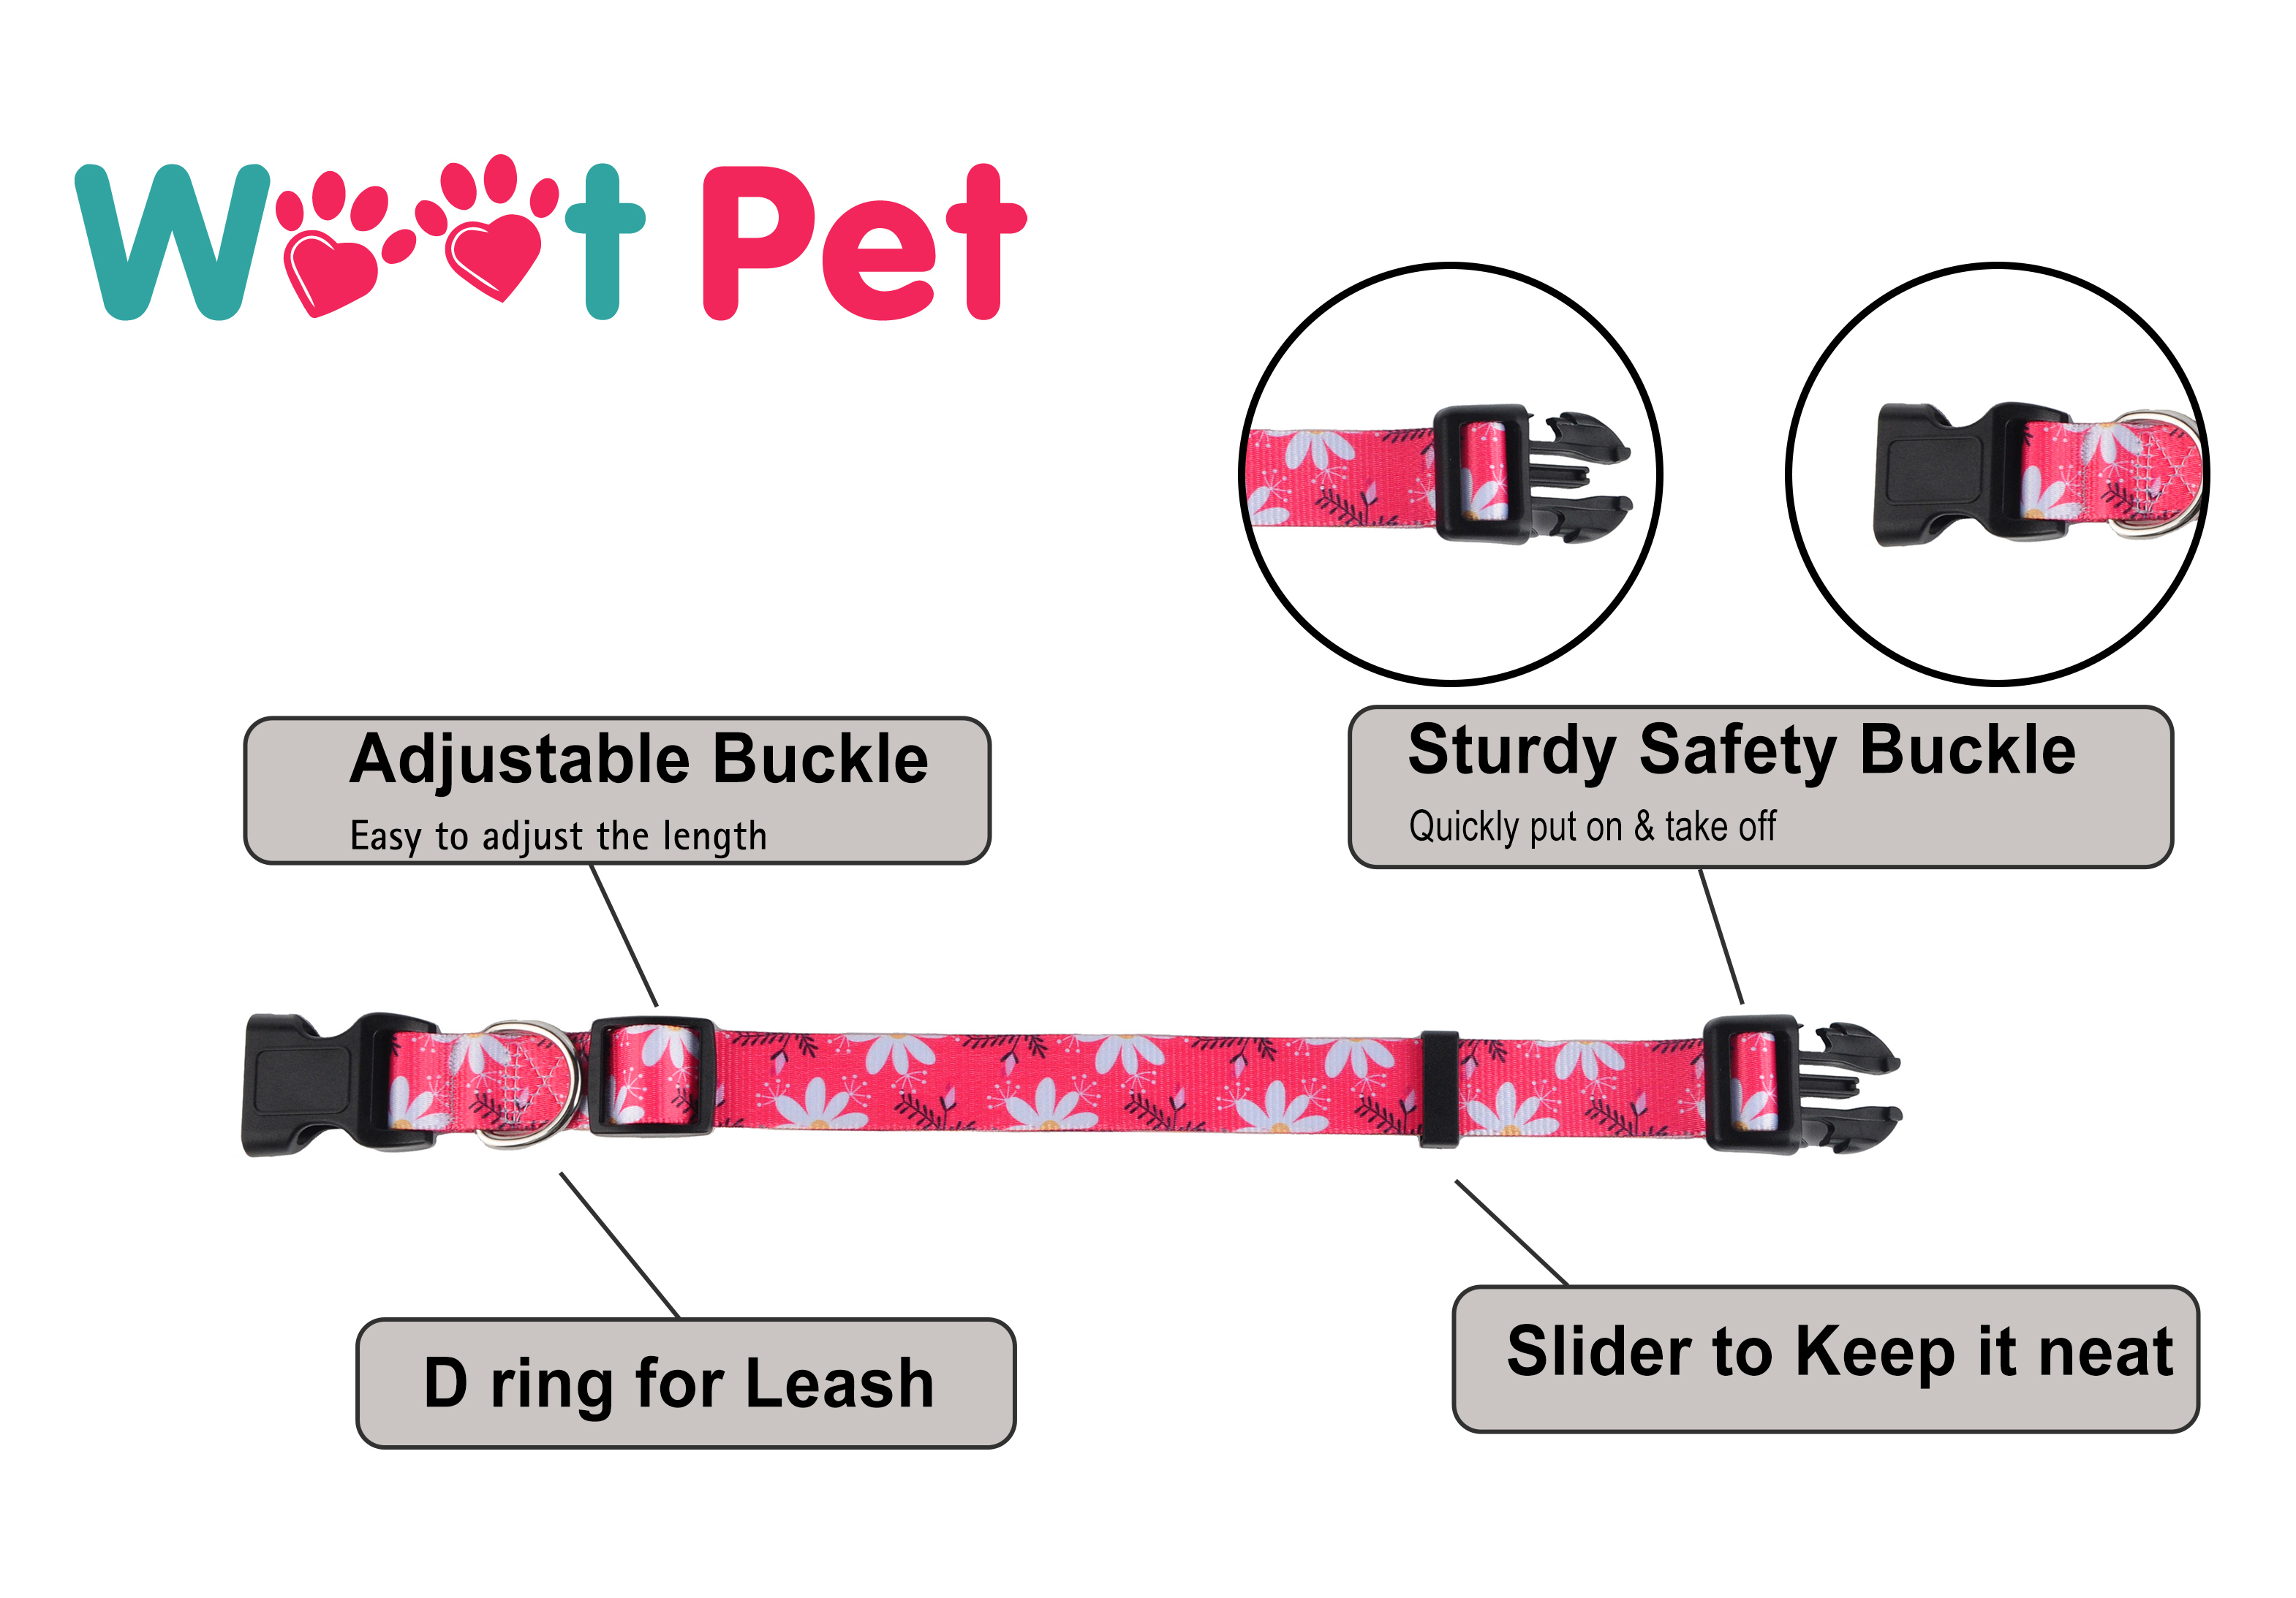 Woot Pet
Adjustable Buckle
Easy to adjust the length
Sturdy Safety Buckle
Quickly put on & take off
D ring for Leash
Slider to Keep it neat